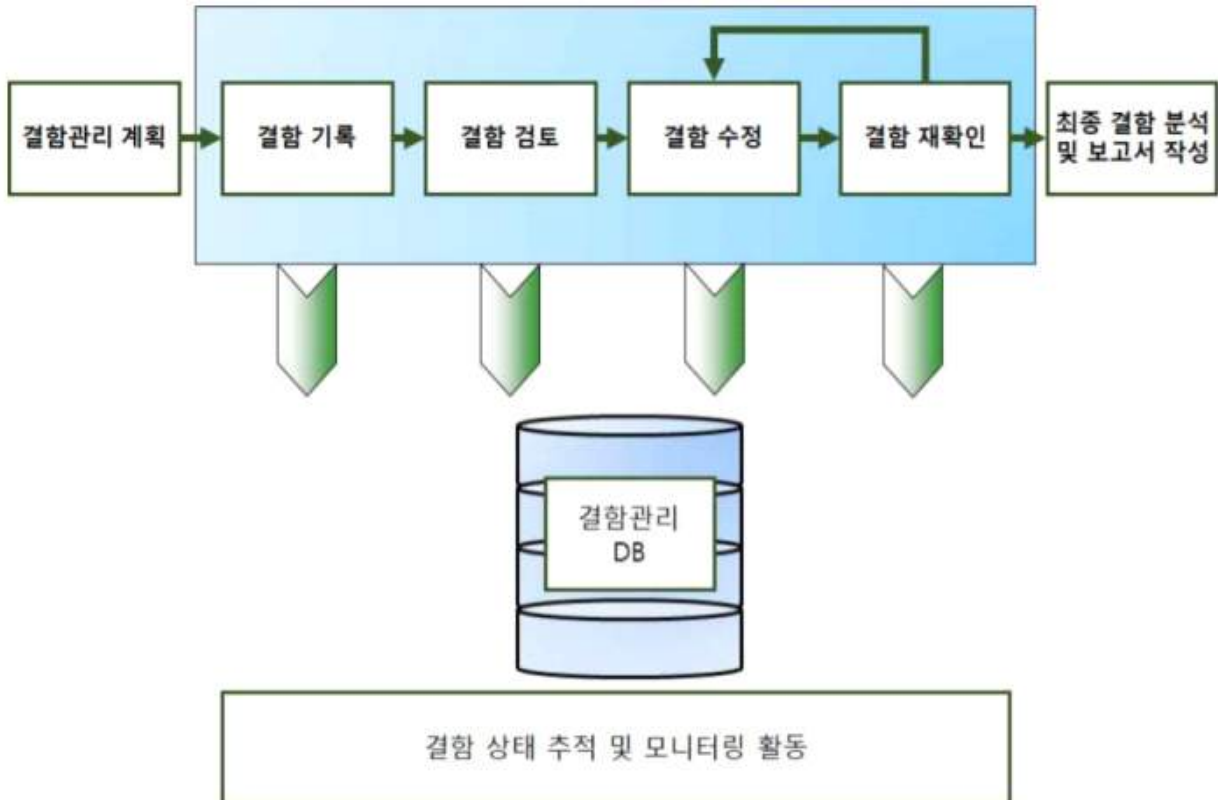 결함관리 계획
결함 기록
결함 검토
결함 수정
결함 재확인
최종 결함 분석
및 보고서 작성
결함관리
DB
결함 상태 추적 및 모니터링 활동